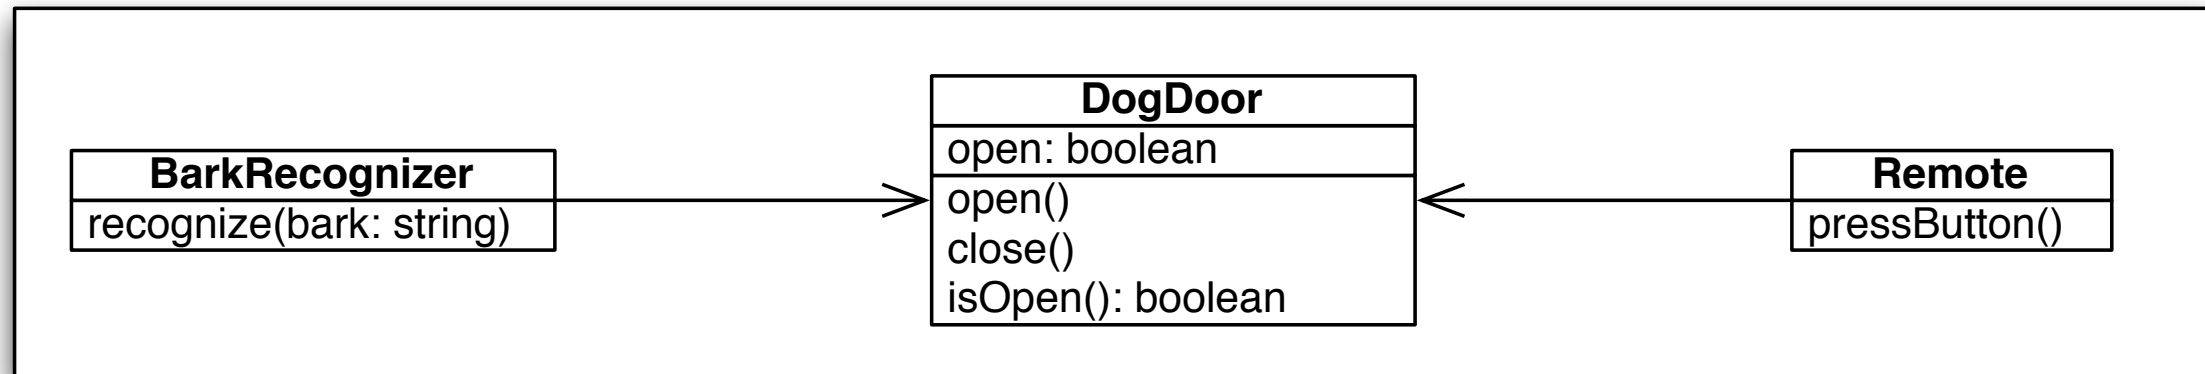 BarkRecognizer
recognize(bark: string)
DogDoor
open: boolean
open()
close()
isOpen(): boolean
Remote
pressButton()